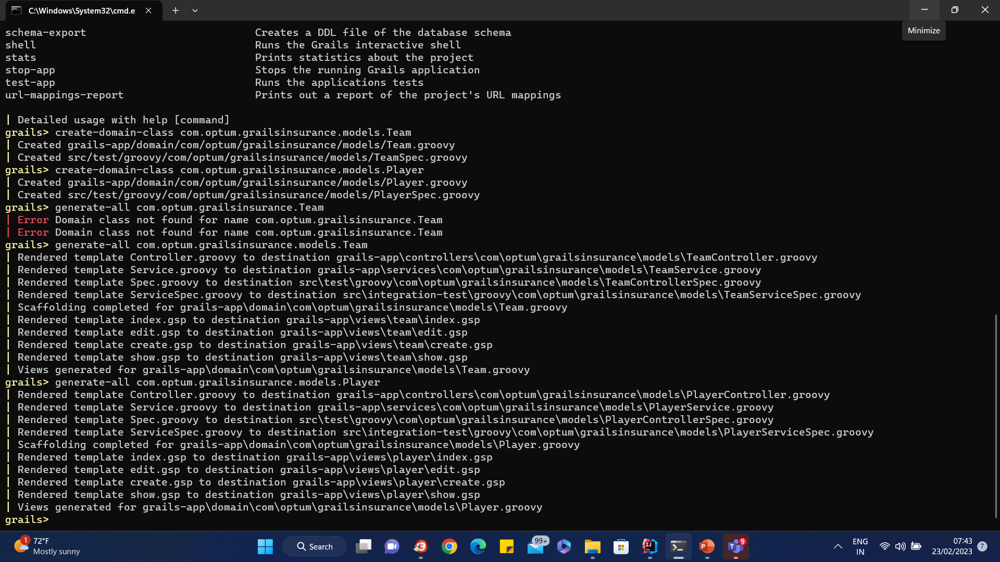 C:\Windows\System32\cmd.e
Minimize
schema-export Creates a DDL file of the database schema
shell Runs the Grails interactive shell
stats Prints statistics about the project
stop-app Stops the running Grails application
test-app Runs the applications tests
url-mappings-report Prints out a report of the project's URL mappings
| Detailed usage with help [command]
grails> create-domain-class com.optum.grailsinsurance.models.Team
| Created grails-app/domain/com/optum/grailsinsurance/models/Team.groovy
| Created src/test/groovy/com/optum/grailsinsurance/models/TeamSpec.groovy
grails> create-domain-class com.optum.grailsinsurance.models.Player
| Created grails-app/domain/com/optum/grailsinsurance/models/Player.groovy
| Created src/test/groovy/com/optum/grailsinsurance/models/PlayerSpec.groovy
grails> generate-all com.optum.grailsinsurance.Team
| Error Domain class not found for name com.optum.grailsinsurance.Team
| Error Domain class not found for name com.optum.grailsinsurance.Team
grails> generate-all com.optum.grailsinsurance.models.Team
| Rendered template Controller.groovy to destination grails-app\controllers\com\optum\grailsinsurance\models\TeamController.groovy
| Rendered template Service.groovy to destination grails-app\services\com\optum\grailsinsurance\models\TeamService.groovy
| Rendered template Spec.groovy to destination src\test\groovy\com\optum\grailsinsurance\models\TeamControllerSpec.groovy
| Rendered template ServiceSpec.groovy to destination src\integration-test\groovy\com\optum\grailsinsurance\models\TeamServiceSpec.groovy
| Scaffolding completed for grails-app\domain\com\optum\grailsinsurance\models\Team.groovy
| Rendered template index.gsp to destination grails-app\views\team\index.gsp
| Rendered template edit.gsp to destination grails-app\views\team\edit.gsp
| Rendered template create.gsp to destination grails-app\views\team\create.gsp
| Rendered template show.gsp to destination grails-app\views\team\show.gsp
| Views generated for grails-app\domain\com\optum\grailsinsurance\models\Team.groovy
grails> generate-all com.optum.grailsinsurance.models.Player
| Rendered template Controller.groovy to destination grails-app\controllers\com\optum\grailsinsurance\models\PlayerController.groovy
| Rendered template Service.groovy to destination grails-app\services\com\optum\grailsinsurance\models\PlayerService.groovy
| Rendered template Spec.groovy to destination src\test\groovy\com\optum\grailsinsurance\models\PlayerControllerSpec.groovy
| Rendered template ServiceSpec.groovy to destination src\integration-test\groovy\com\optum\grailsinsurance\models\PlayerServiceSpec.groovy
| Scaffolding completed for grails-app\domain\com\optum\grailsinsurance\models\Player.groovy
| Rendered template index.gsp to destination grails-app\views\player\index.gsp
| Rendered template edit.gsp to destination grails-app\views\player\edit.gsp
| Rendered template create.gsp to destination grails-app\views\player\create.gsp
| Rendered template show.gsp to destination grails-app\views\player\show.gsp
| Views generated for grails-app\domain\com\optum\grailsinsurance\models\Player.groovy
grails>
1 72°F
Mostly sunny
Search
99+
IJ
P
T 9
ENG
IN
07:43
23/02/2023
7